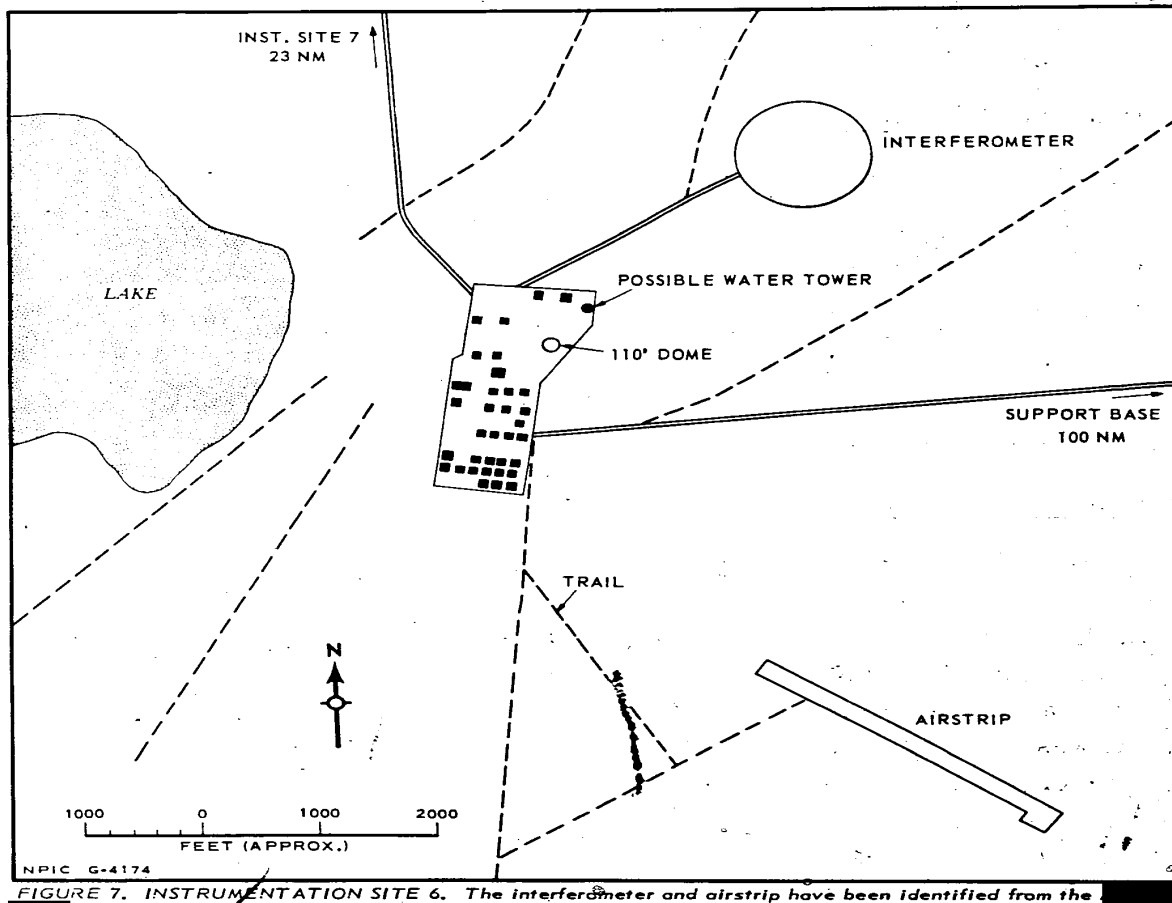 INST. SITE 7
23 NM
INTERFEROMETER
LAKE
POSSIBLE WATER TOWER
110' DOME
SUPPORT BASE
100 NM
TRAIL
N
AIRSTRIP
1000 0 1000 2000
FEET (APPROX.)
NPIC G-4174
FIGURE 7. INSTRUMENTATION SITE 6. The interferometer and airstrip have been identified from the